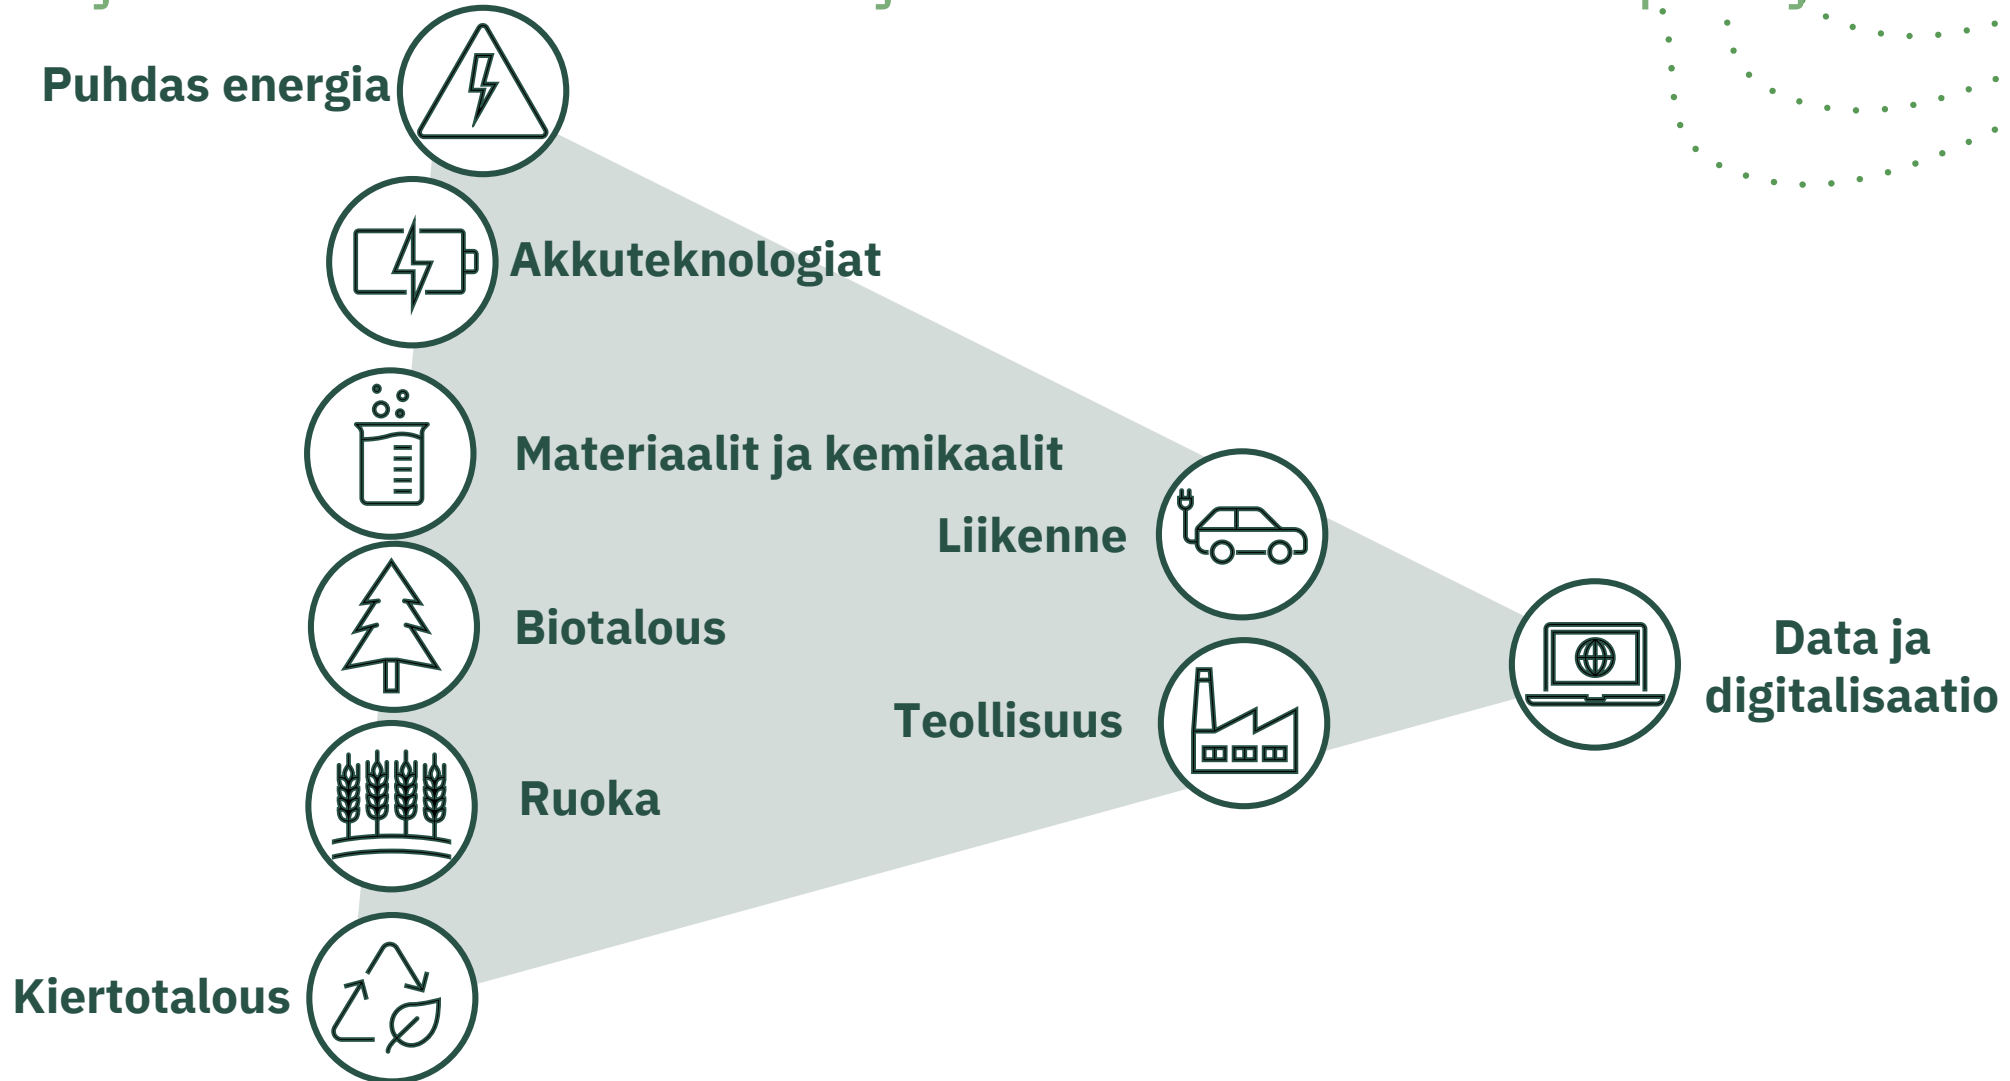 Puhdas energia
Akkuteknologiat
Materiaalit ja kemikaalit
Liikenne
Biotalous
Data ja
digitalisaatio
Teollisuus
Ruoka
Kiertotalous